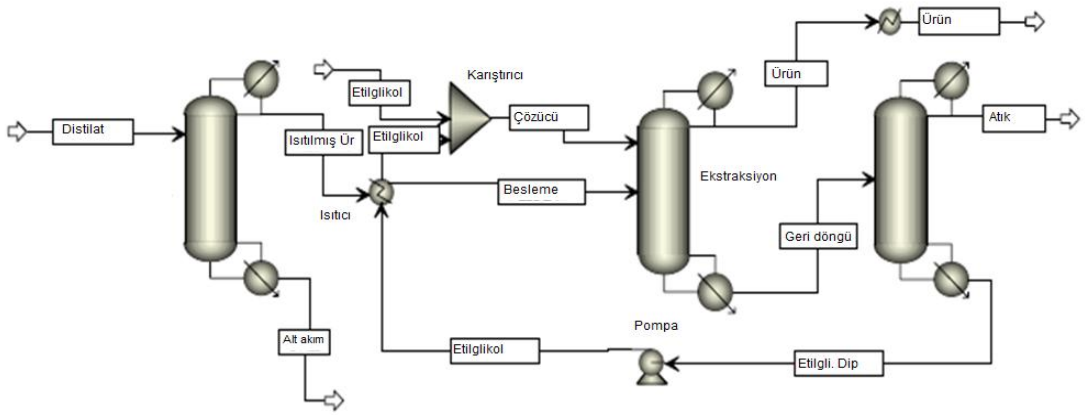 Ürün
Karıştırıcı
Ürün
Etilglikol
Çözücü
Atık
Distilat
Isıtılmış Ür
Etilglikol
Ekstraksiyon
Besleme
Isıtıcı
Geri döngü
Pompa
Alt akım
Etilglikol
Etilgli. Dip